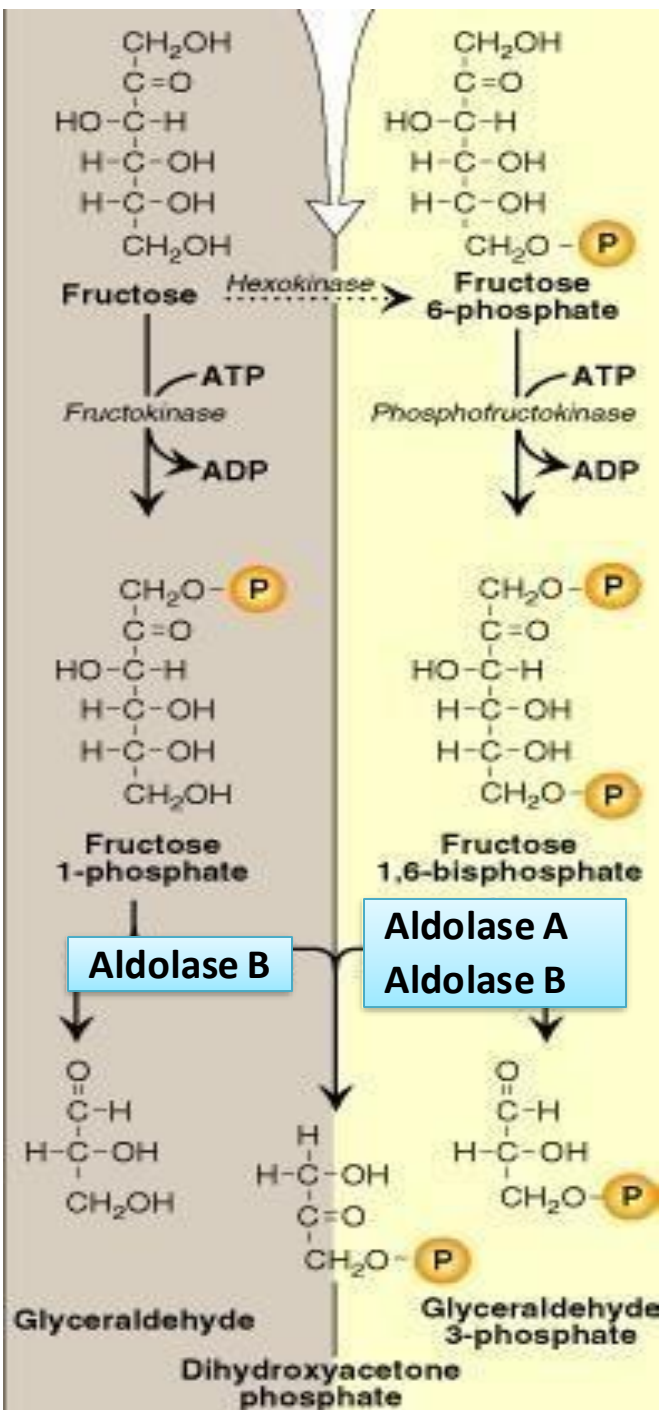 CH₂OH
C=O
HO-C-H
H-C-OH
H-C-OH
CH₂OH
Fructose
Hexokinase
CH₂OH
C=O
HO-C-H
H-C-OH
H-C-OH
CH₂O-P
Fructose
6-phosphate
ATP
Fructokinase
ADP
ATP
Phosphofructokinase
ADP
CH₂O-P
C=O
HO-C-H
H-C-OH
H-C-OH
CH₂OH
Fructose
1-phosphate
CH₂O-P
C=O
HO-C-H
H-C-OH
H-C-OH
CH₂O-P
Fructose
1,6-bisphosphate
Aldolase B
Aldolase A
Aldolase B
O
C-H
H-C-OH
CH₂OH
Glyceraldehyde
H
H-C-OH
C=O
CH₂O-P
Dihydroxyacetone
phosphate
O
C-H
H-C-OH
CH₂O-P
Glyceraldehyde
3-phosphate